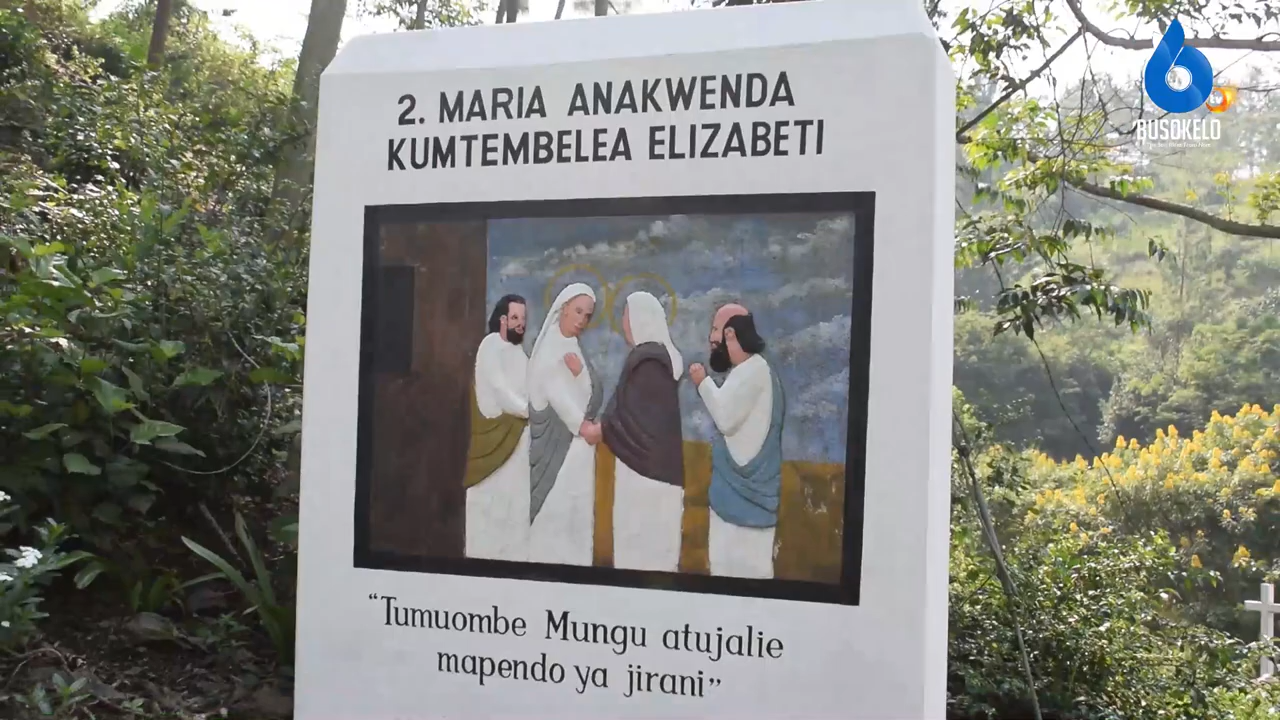 2. MARIA ANAKWENDA
KUMTEMBELEA ELIZABETI
"Tumuombe Mungu atujalie
mapendo ya jirani"
BUSOKELO